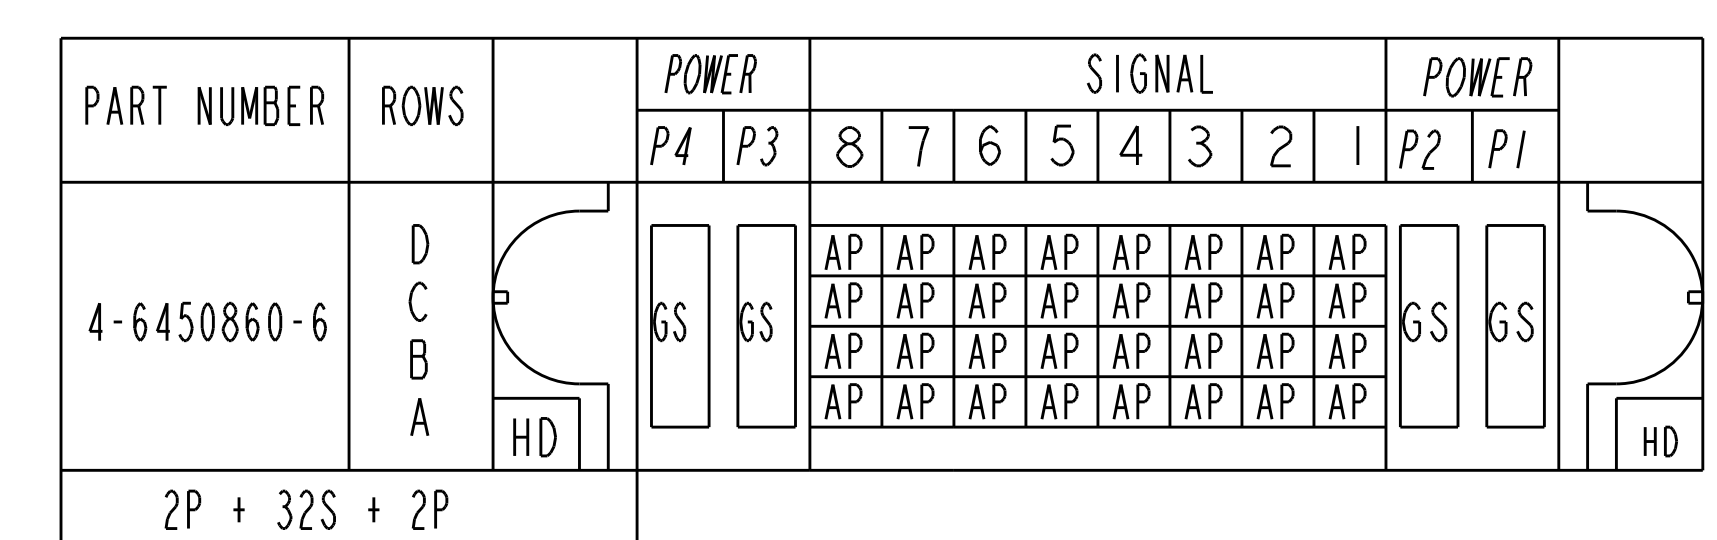 PART NUMBER ROWS POWER SIGNAL POWER
P4 P3 8 7 6 5 4 3 2 1 P2 P1
D AP AP AP AP AP AP AP AP
4-6450860-6 C GS GS AP AP AP AP AP AP AP AP GS GS
B AP AP AP AP AP AP AP AP
A AP AP AP AP AP AP AP AP
HD HD
2P + 32S + 2P